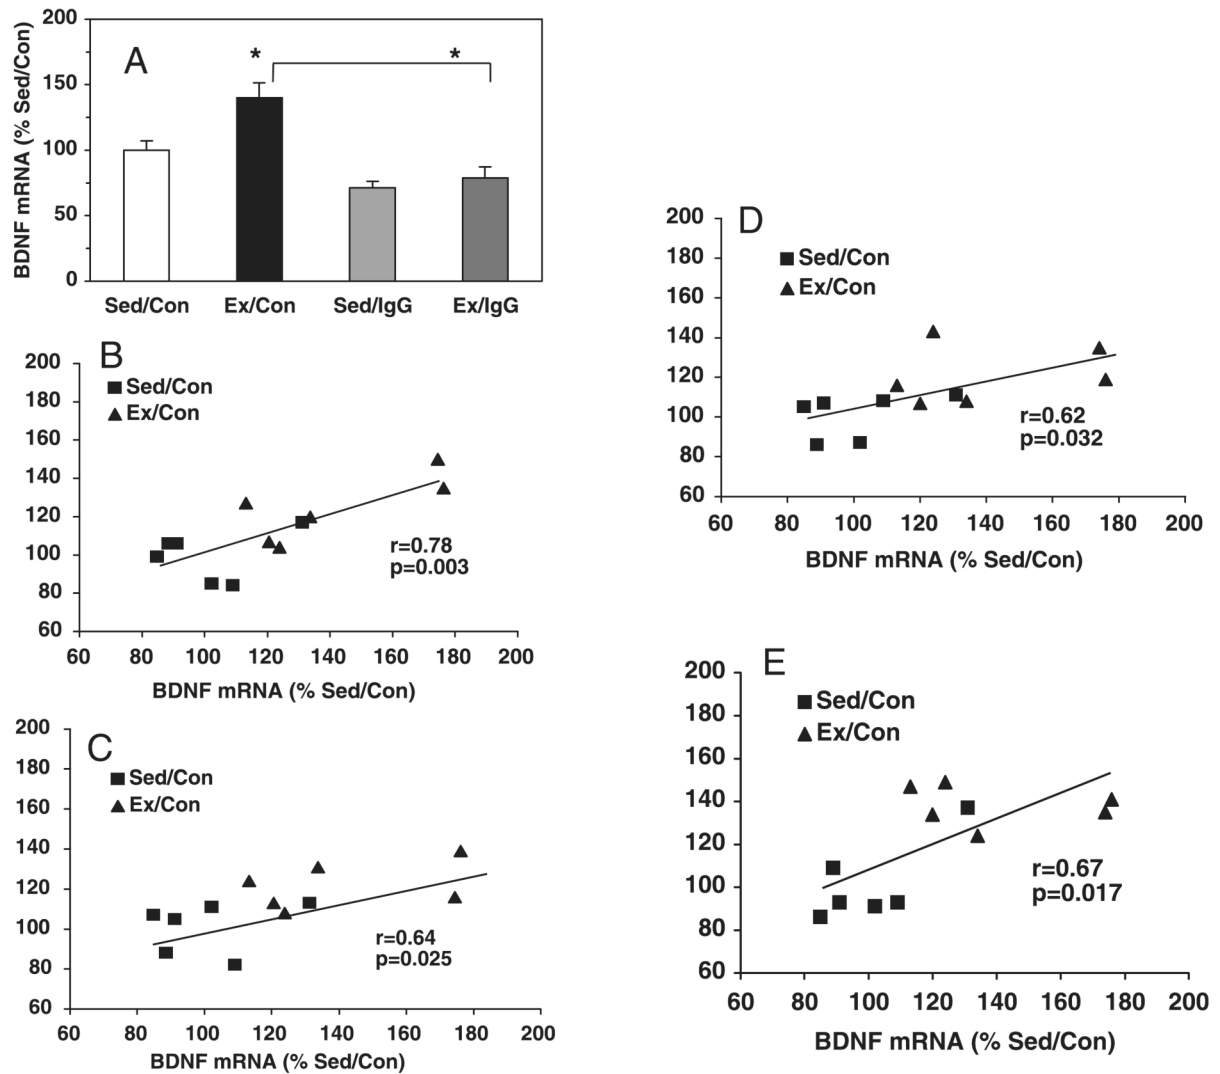 A
BDNF mRNA (% Sed/Con)
200
150
100
50
0
*
*
Sed/Con Ex/Con Sed/IgG Ex/IgG
B
Sed/Con
Ex/Con
200
180
160
140
120
100
80
60
r=0.78
p=0.003
60 80 100 120 140 160 180 200
BDNF mRNA (% Sed/Con)
C
Sed/Con
Ex/Con
200
180
160
140
120
100
80
60
r=0.64
p=0.025
60 80 100 120 140 160 180 200
BDNF mRNA (% Sed/Con)
D
Sed/Con
Ex/Con
200
180
160
140
120
100
80
60
r=0.62
p=0.032
60 80 100 120 140 160 180 200
BDNF mRNA (% Sed/Con)
E
Sed/Con
Ex/Con
200
180
160
140
120
100
80
60
r=0.67
p=0.017
60 80 100 120 140 160 180 200
BDNF mRNA (% Sed/Con)